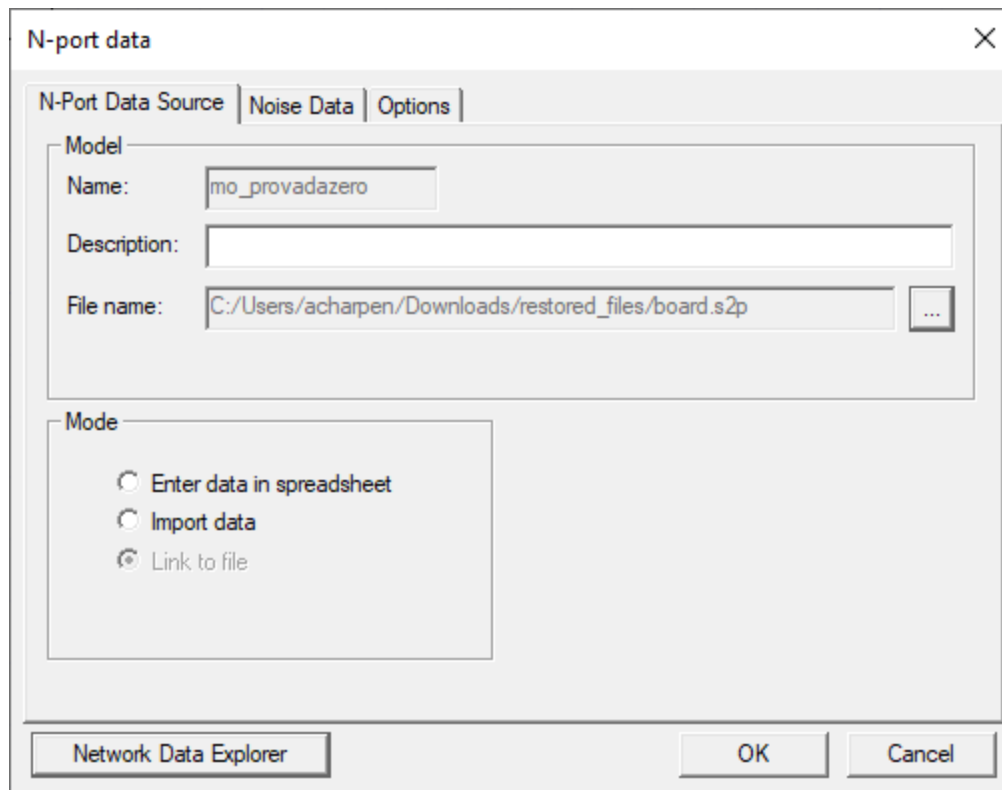 N-port data
N-Port Data Source Noise Data Options
Model
Name: mo_provadazero
Description:
File name: C:/Users/acharpen/Downloads/restored_files/board.s2p ...
Mode
Enter data in spreadsheet
Import data
Link to file
Network Data Explorer OK Cancel